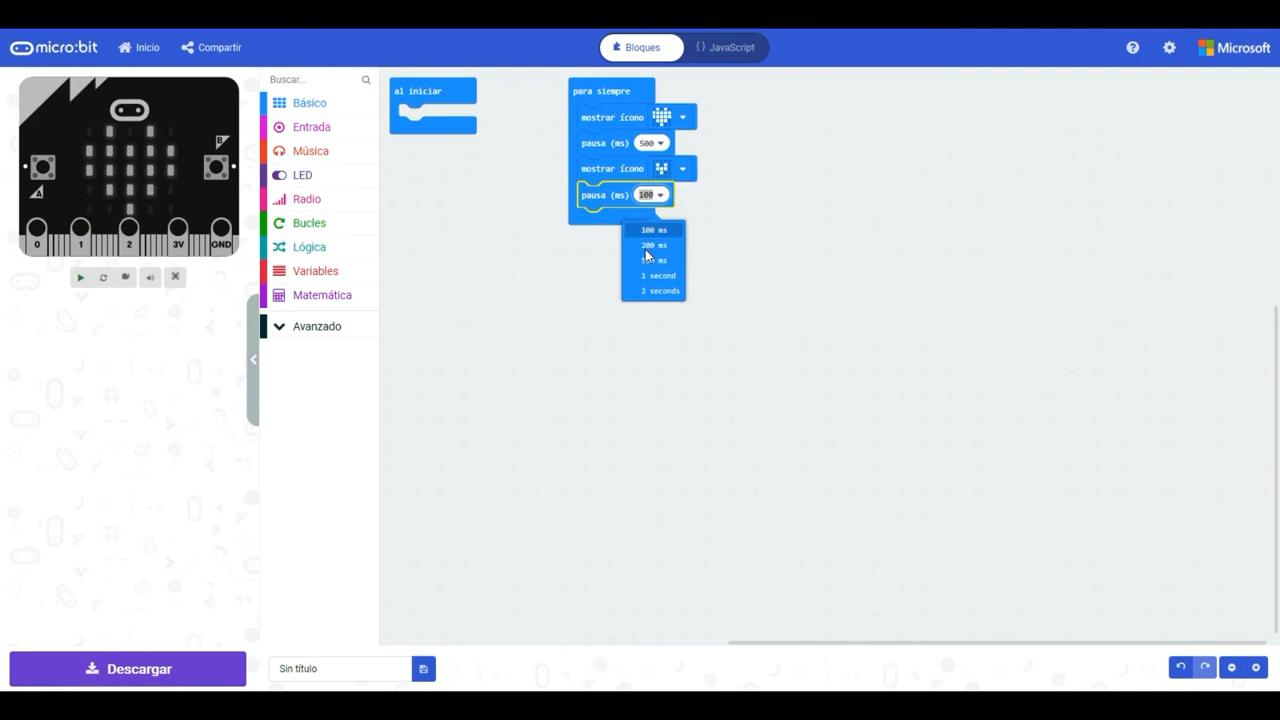 micro:bit
Inicio
Compartir
Bloques
{ } JavaScript
Microsoft
B
A
0 1 2 3V GND
Buscar...
Básico
Entrada
Música
LED
Radio
Bucles
Lógica
Variables
Matemática
Avanzado
al iniciar
para siempre
mostrar ícono
pausa (ms) 500
mostrar ícono
pausa (ms) 100
100 ms
200 ms
ms
1 second
2 seconds
Descargar
Sin título